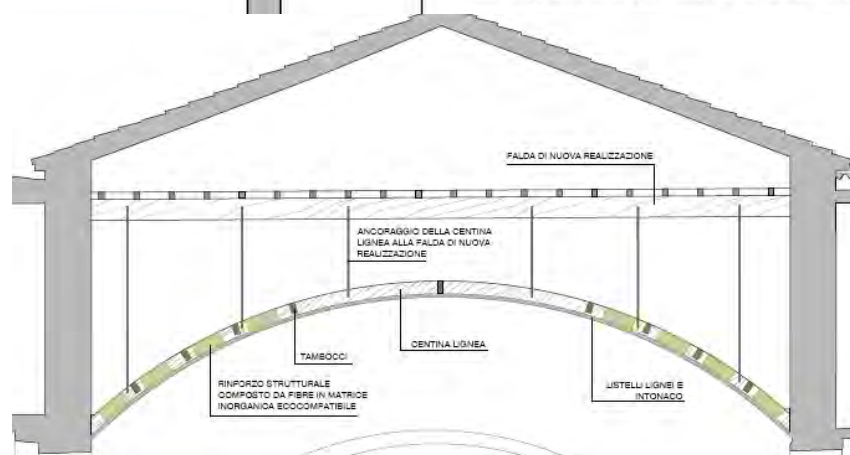 FALDA DI NUOVA REALIZZAZIONE
ANCORAGGIO DELLA CENTINA
LIGNEA ALLA FALDA DI NUOVA
REALIZZAZIONE
CENTINA LIGNEA
TAMBOCCI
RINFORZO STRUTTURALE
COMPOSTO DA FIBRE IN MATRICE
INORGANICA ECOCOMPATIBILE
LISTELLI LIGNEI E
INTONACO